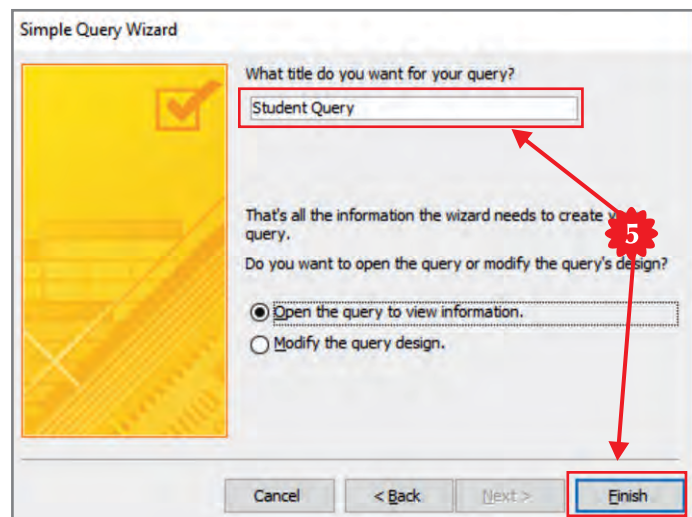 Simple Query Wizard
What title do you want for your query?
Student Query
That's all the information the wizard needs to create
query.
5
Do you want to open the query or modify the query's design?
Open the query to view information.
Modify the query design.
Cancel
< Back
Next >
Finish